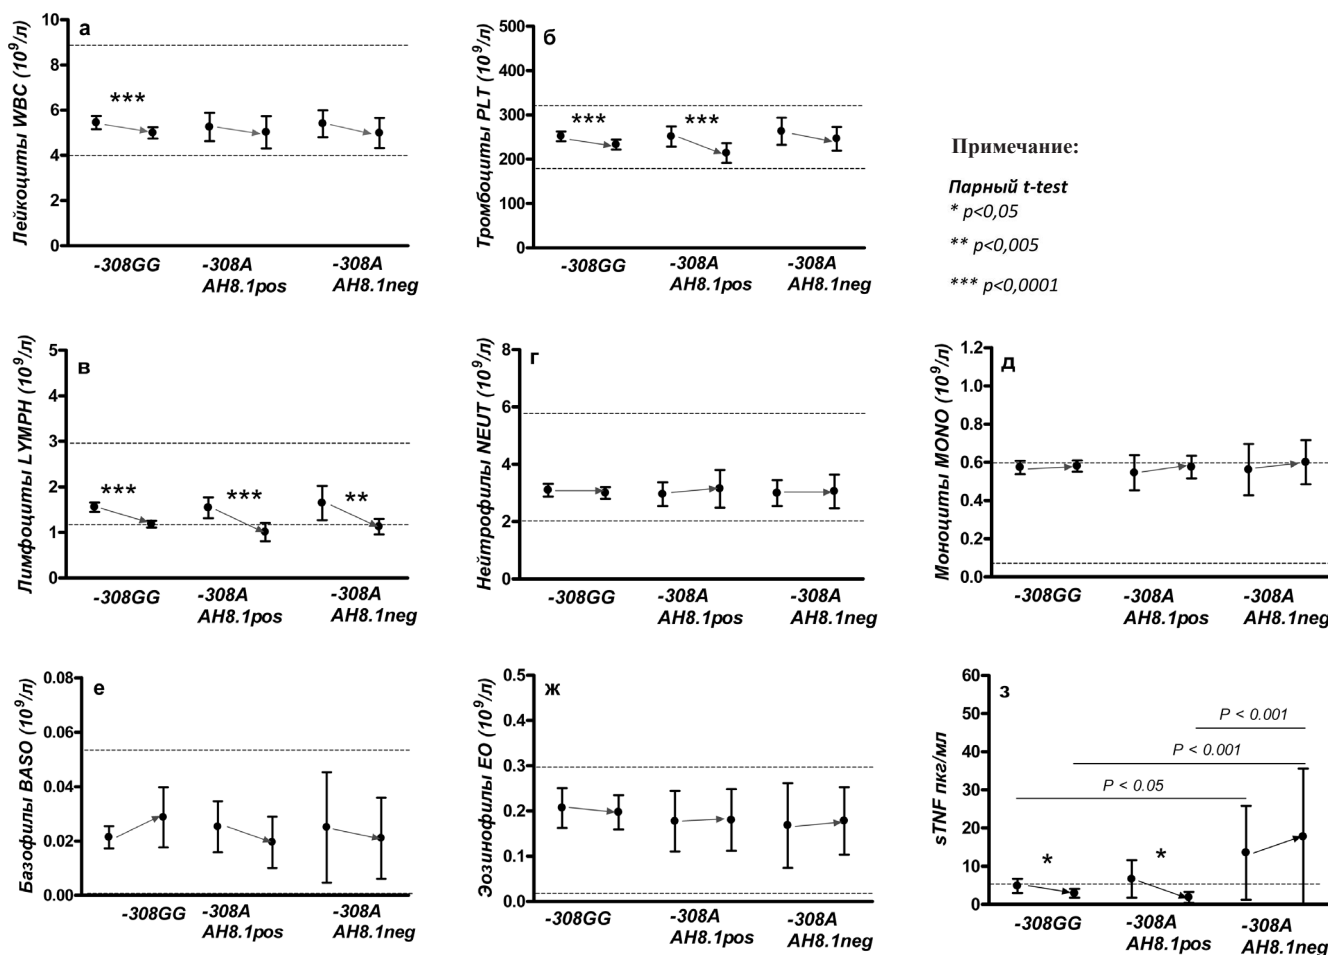 а
Лейкоциты WBC (10⁹/л)
10
8
6
4
2
0
***
-308GG
-308A
AH8.1pos
-308A
AH8.1neg
б
Тромбоциты PLT (10⁹/л)
500
400
300
200
100
0
***
***
-308GG
-308A
AH8.1pos
-308A
AH8.1neg
Примечание:
Парный t-test
* p<0,05
** p<0,005
*** p<0,0001
в
Лимфоциты LYMPH (10⁹/л)
5
4
3
2
1
0
***
***
**
-308GG
-308A
AH8.1pos
-308A
AH8.1neg
г
Нейтрофилы NEUT (10⁹/л)
8
6
4
2
0
-308GG
-308A
AH8.1pos
-308A
AH8.1neg
д
Моноциты MONO (10⁹/л)
1.2
1.0
0.8
0.6
0.4
0.2
0.0
-308GG
-308A
AH8.1pos
-308A
AH8.1neg
е
Базофилы BASO (10⁹/л)
0.08
0.06
0.04
0.02
0.00
-308GG
-308A
AH8.1pos
-308A
AH8.1neg
ж
Эозинофилы EO (10⁹/л)
0.5
0.4
0.3
0.2
0.1
0.0
-308GG
-308A
AH8.1pos
-308A
AH8.1neg
з
sTNF пкг/мл
60
50
40
30
20
10
0
P < 0.001
P < 0.001
P < 0.05
*
*
-308GG
-308A
AH8.1pos
-308A
AH8.1neg